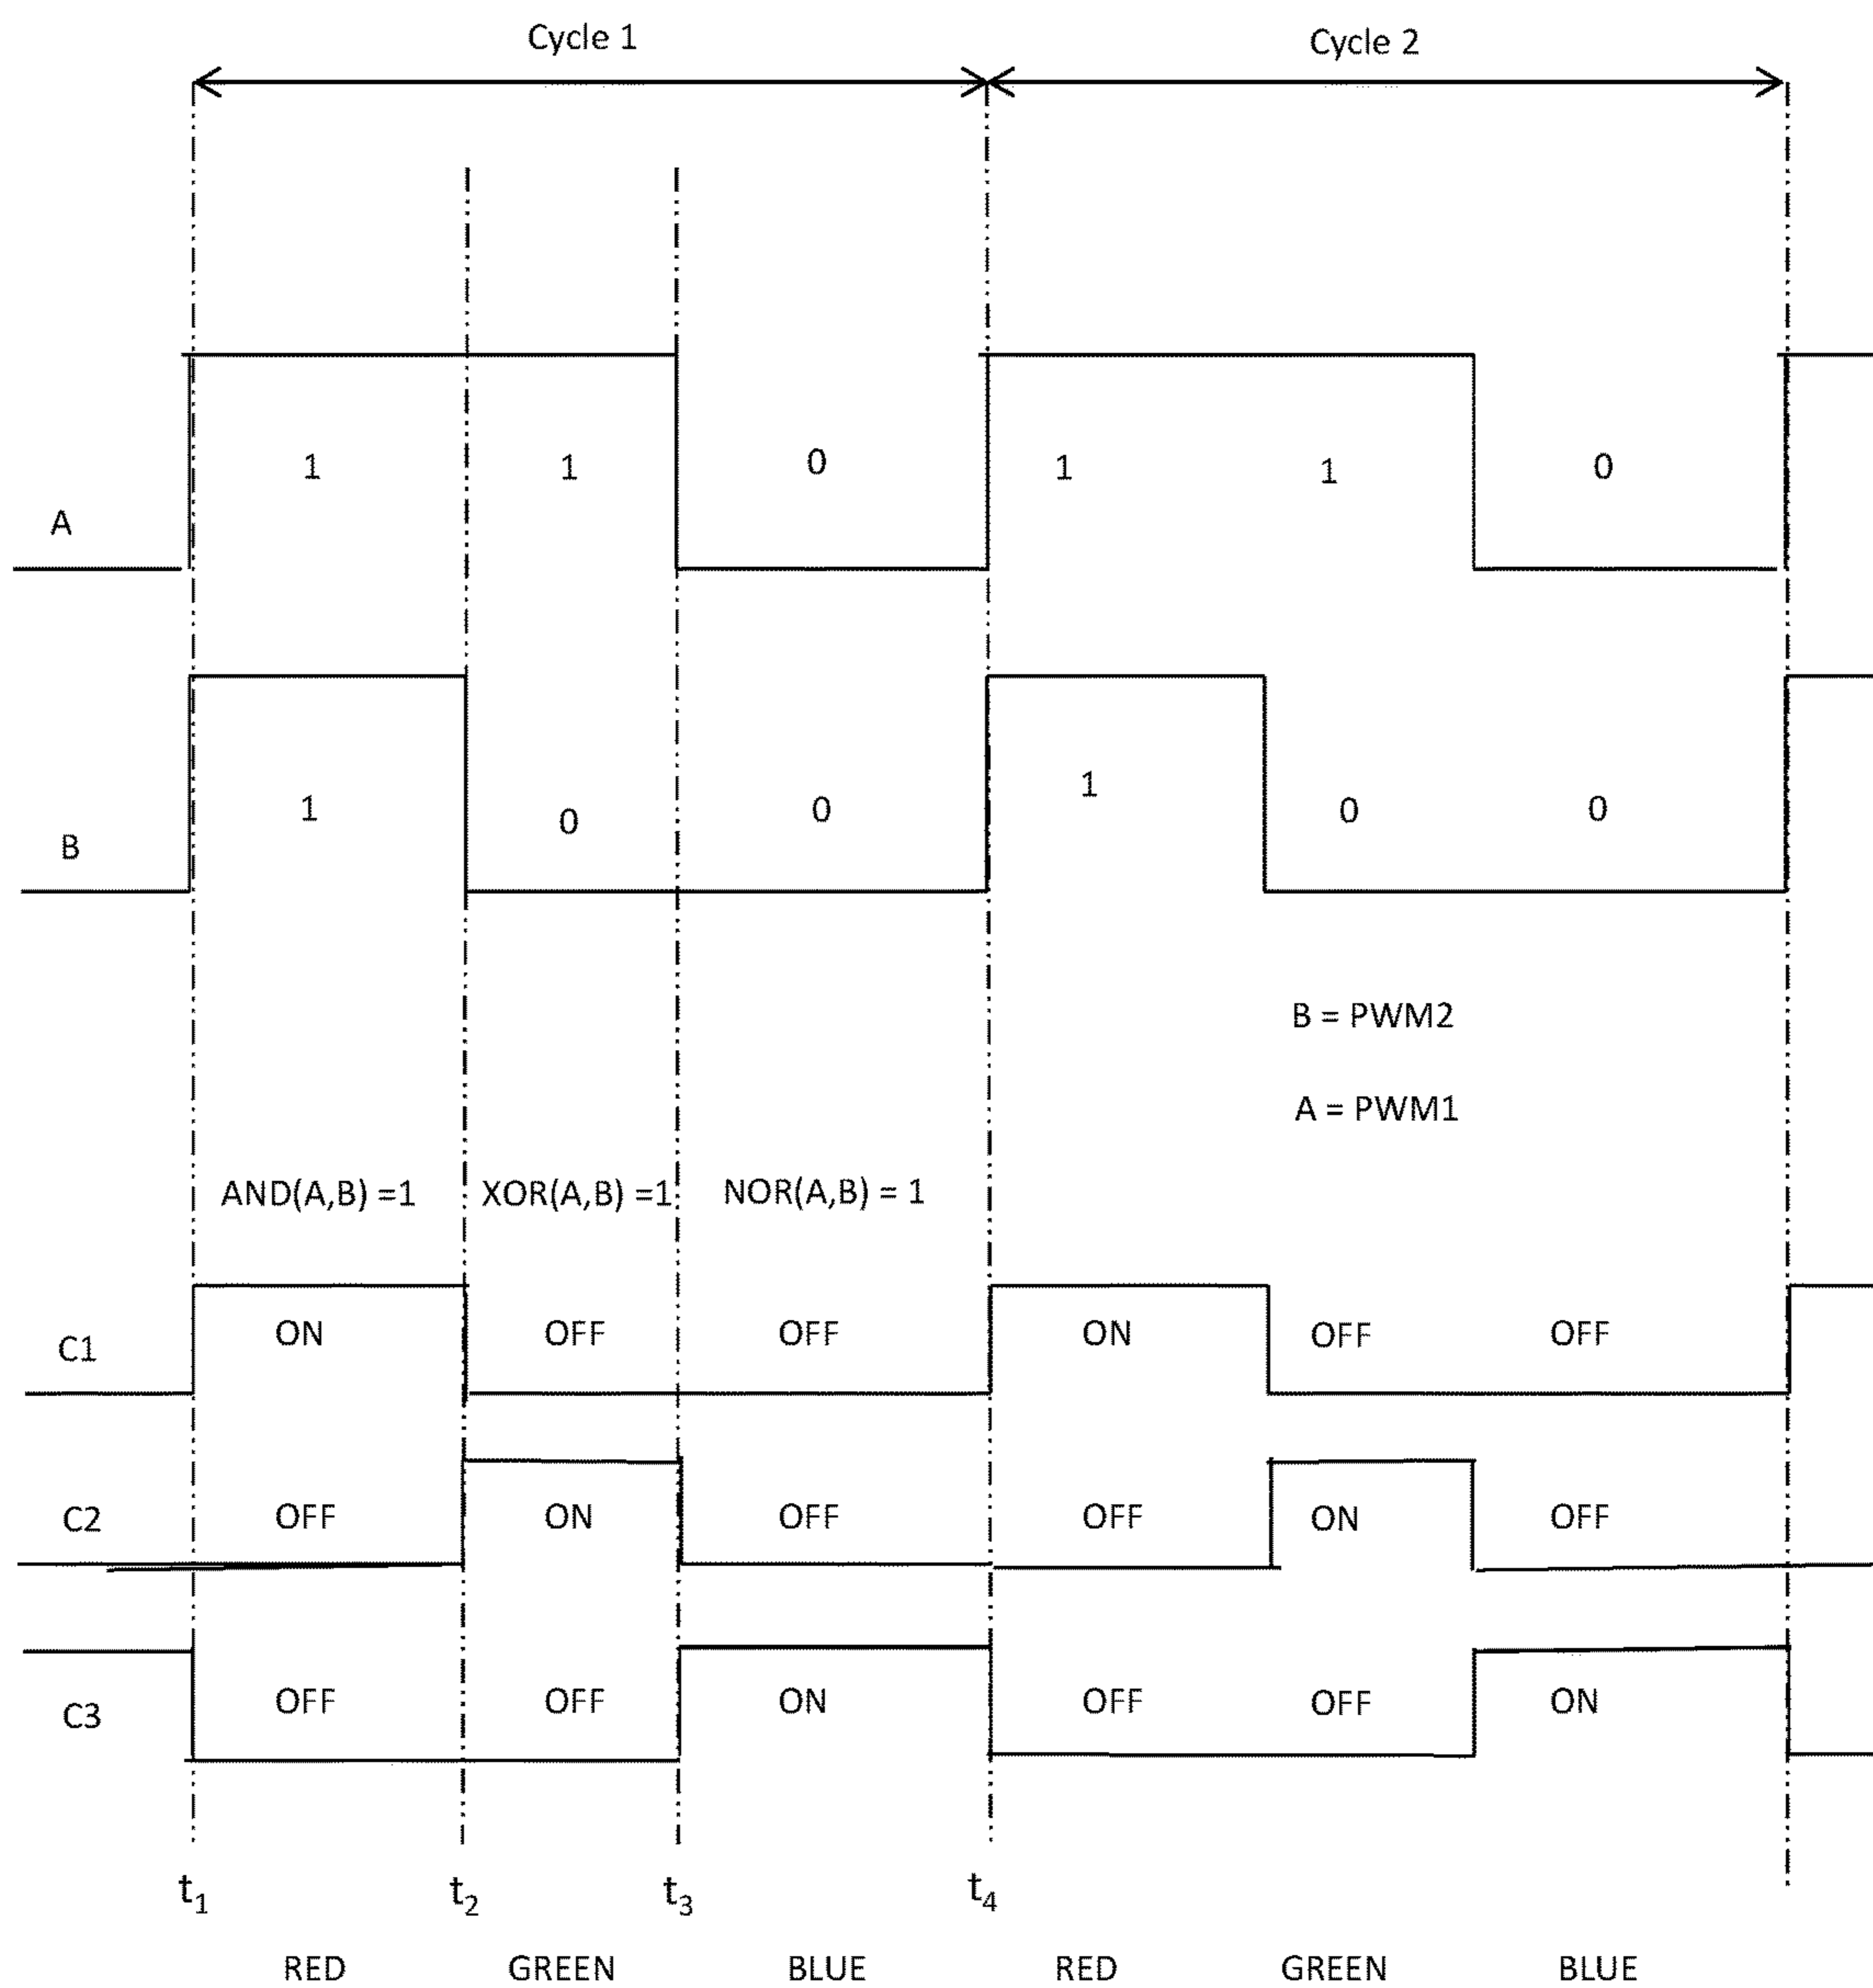 Cycle 1 Cycle 2
1 1 0 1 1 0
A
1 0 0 1 0 0
B
B = PWM2
A = PWM1
AND(A,B) =1 XOR(A,B) =1 NOR(A,B) = 1
C1 ON OFF OFF ON OFF OFF
C2 OFF ON OFF OFF ON OFF
C3 OFF OFF ON OFF OFF ON
t1 t2 t3 t4
RED GREEN BLUE RED GREEN BLUE